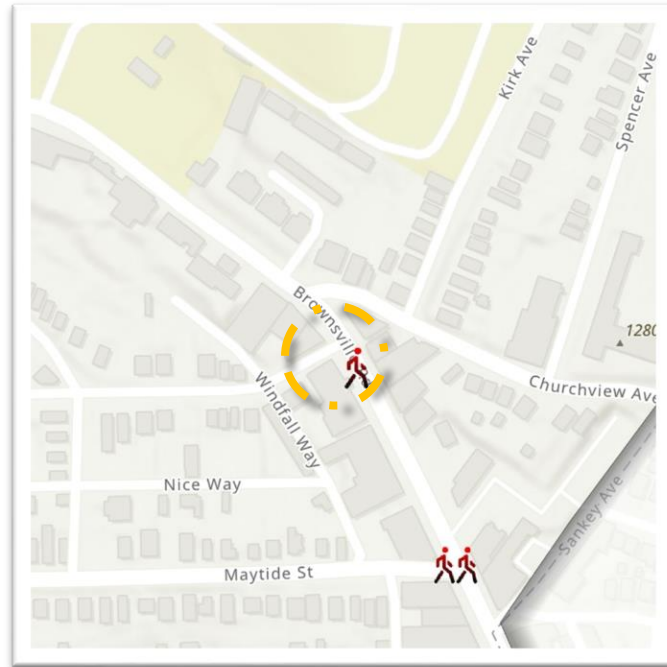 Kirk Ave
Spencer Ave
1280
Brownsvill
Churchview Ave
Windfall Way
Nice Way
Sankey Ave
Maytide St